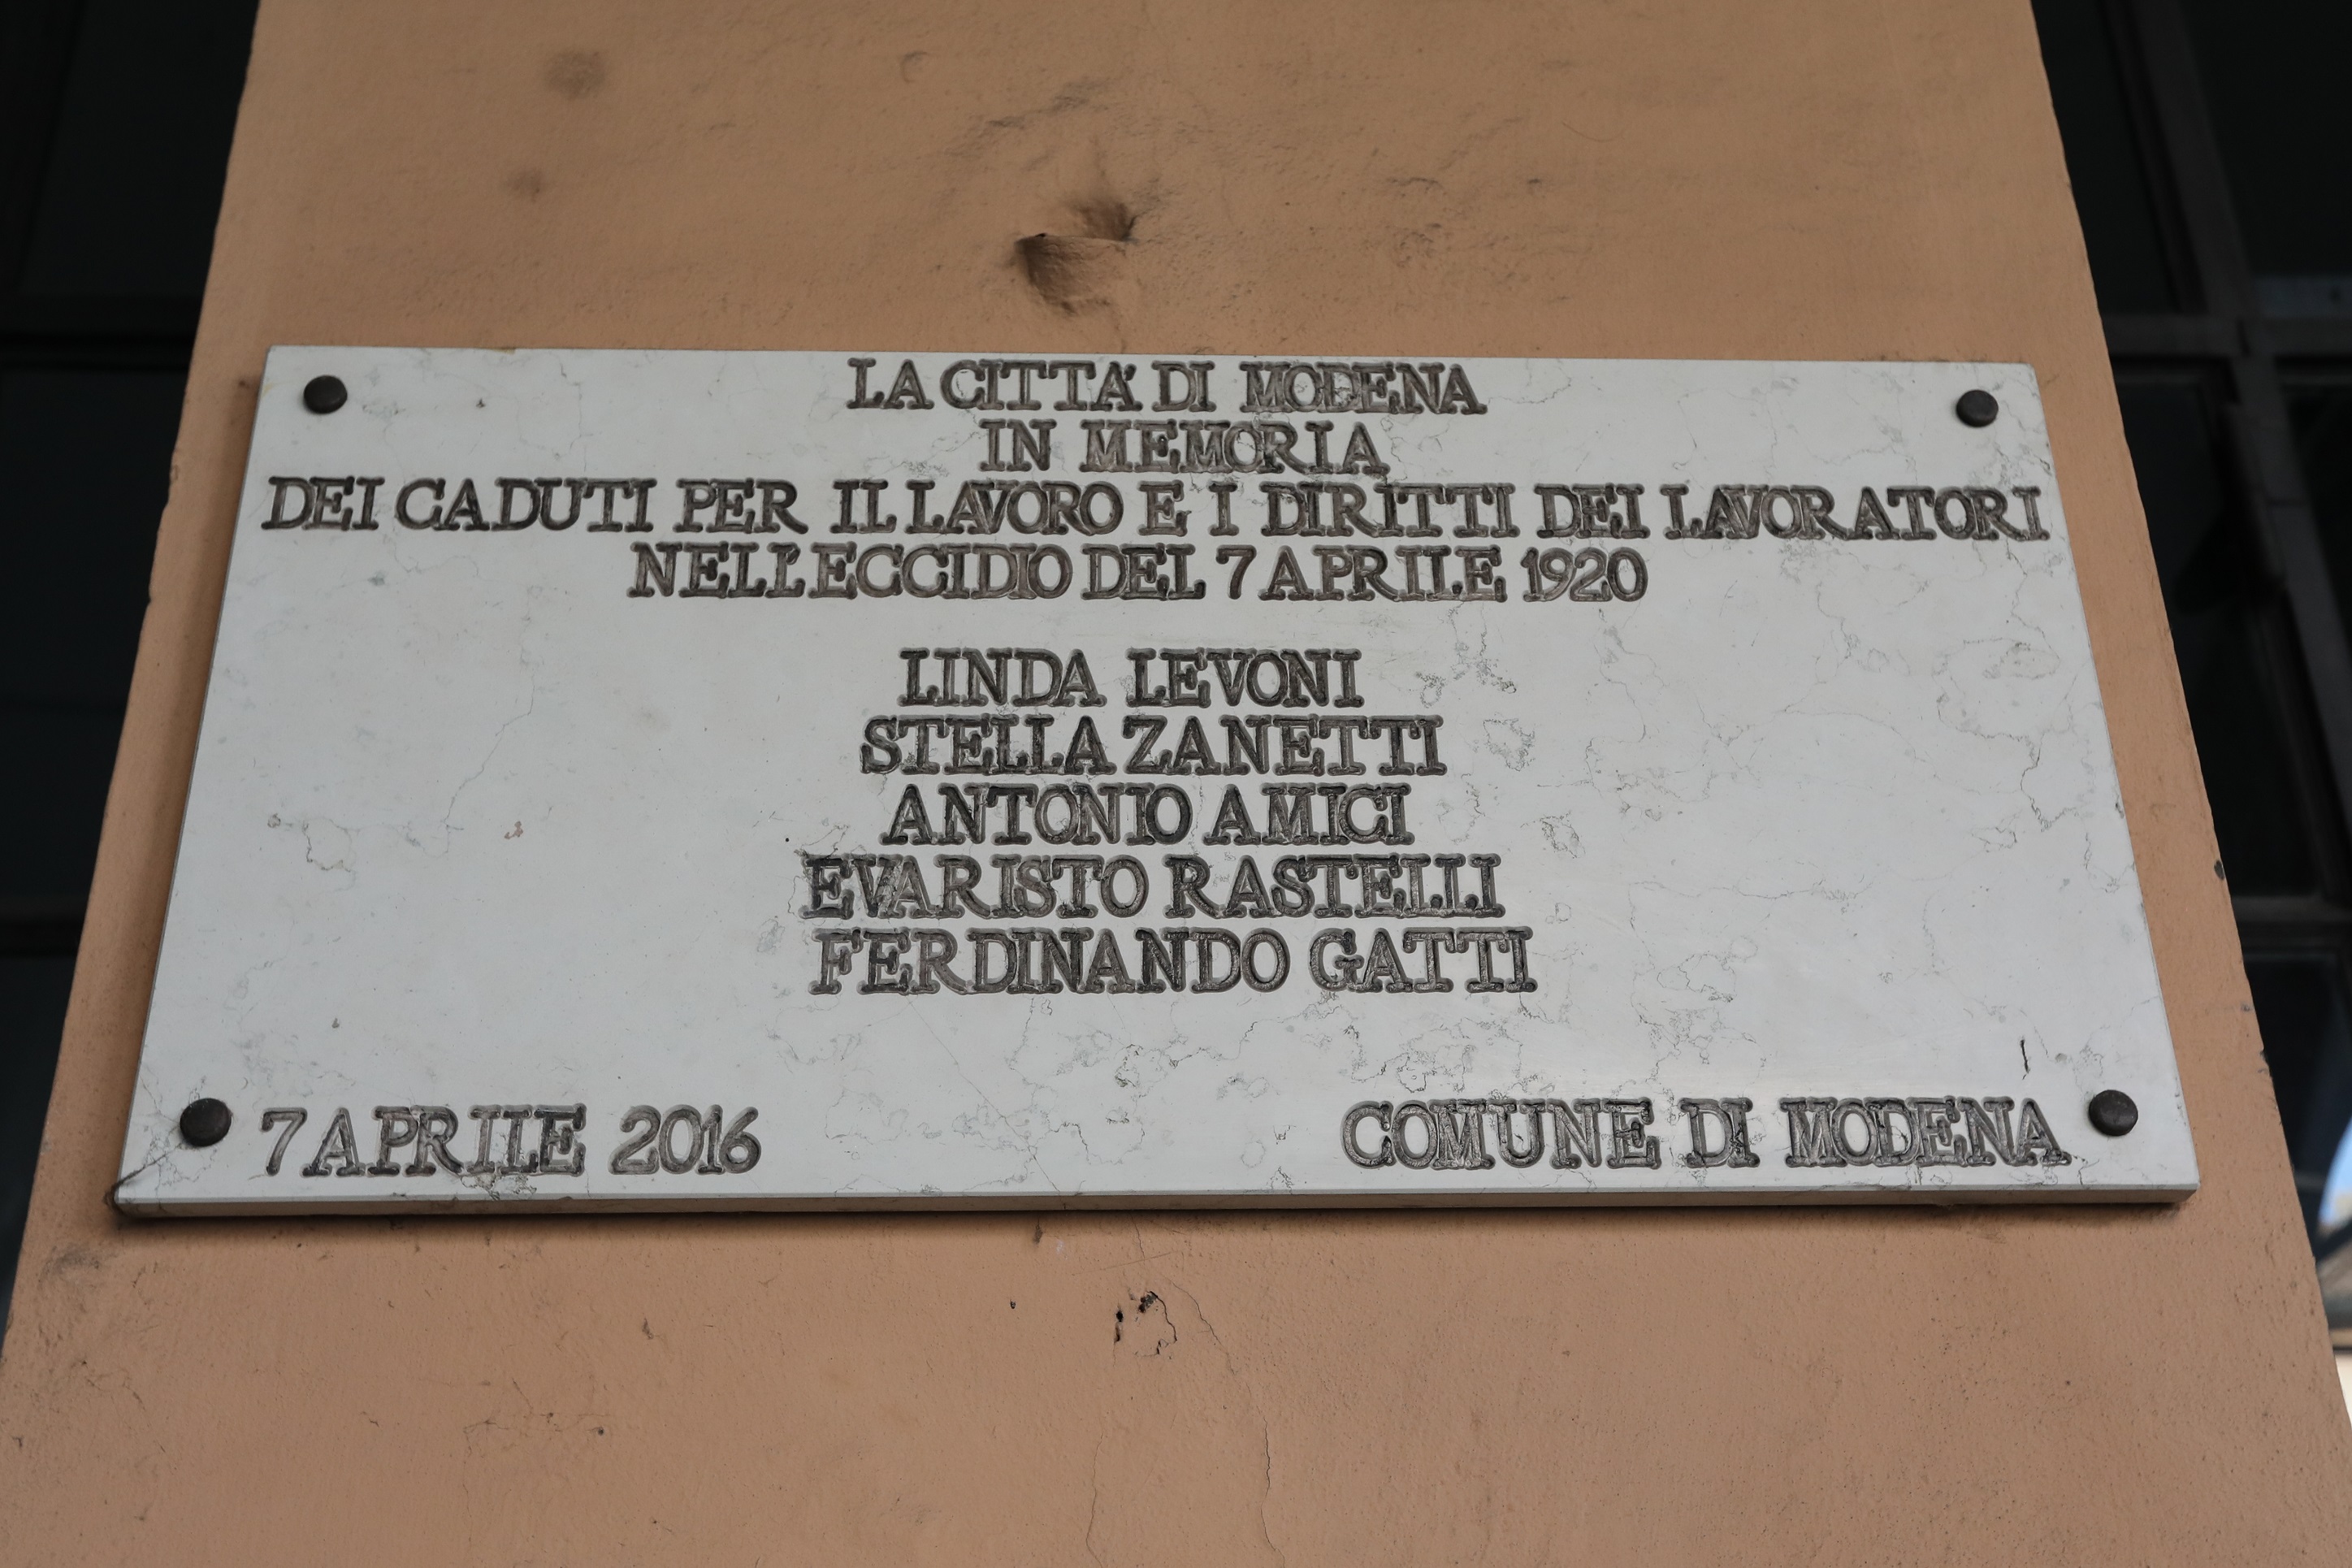 LA CITTA' DI MODENA
IN MEMORIA
DEI CADUTI PER IL LAVORO E I DIRITTI DEI LAVORATORI
NELL'ECCIDIO DEL 7 APRILE 1920
LINDA LEVONI
STELLA ZANETTI
ANTONIO AMICI
EVARISTO RASTELLI
FERDINANDO GATTI
7 APRILE 2016 COMUNE DI MODENA